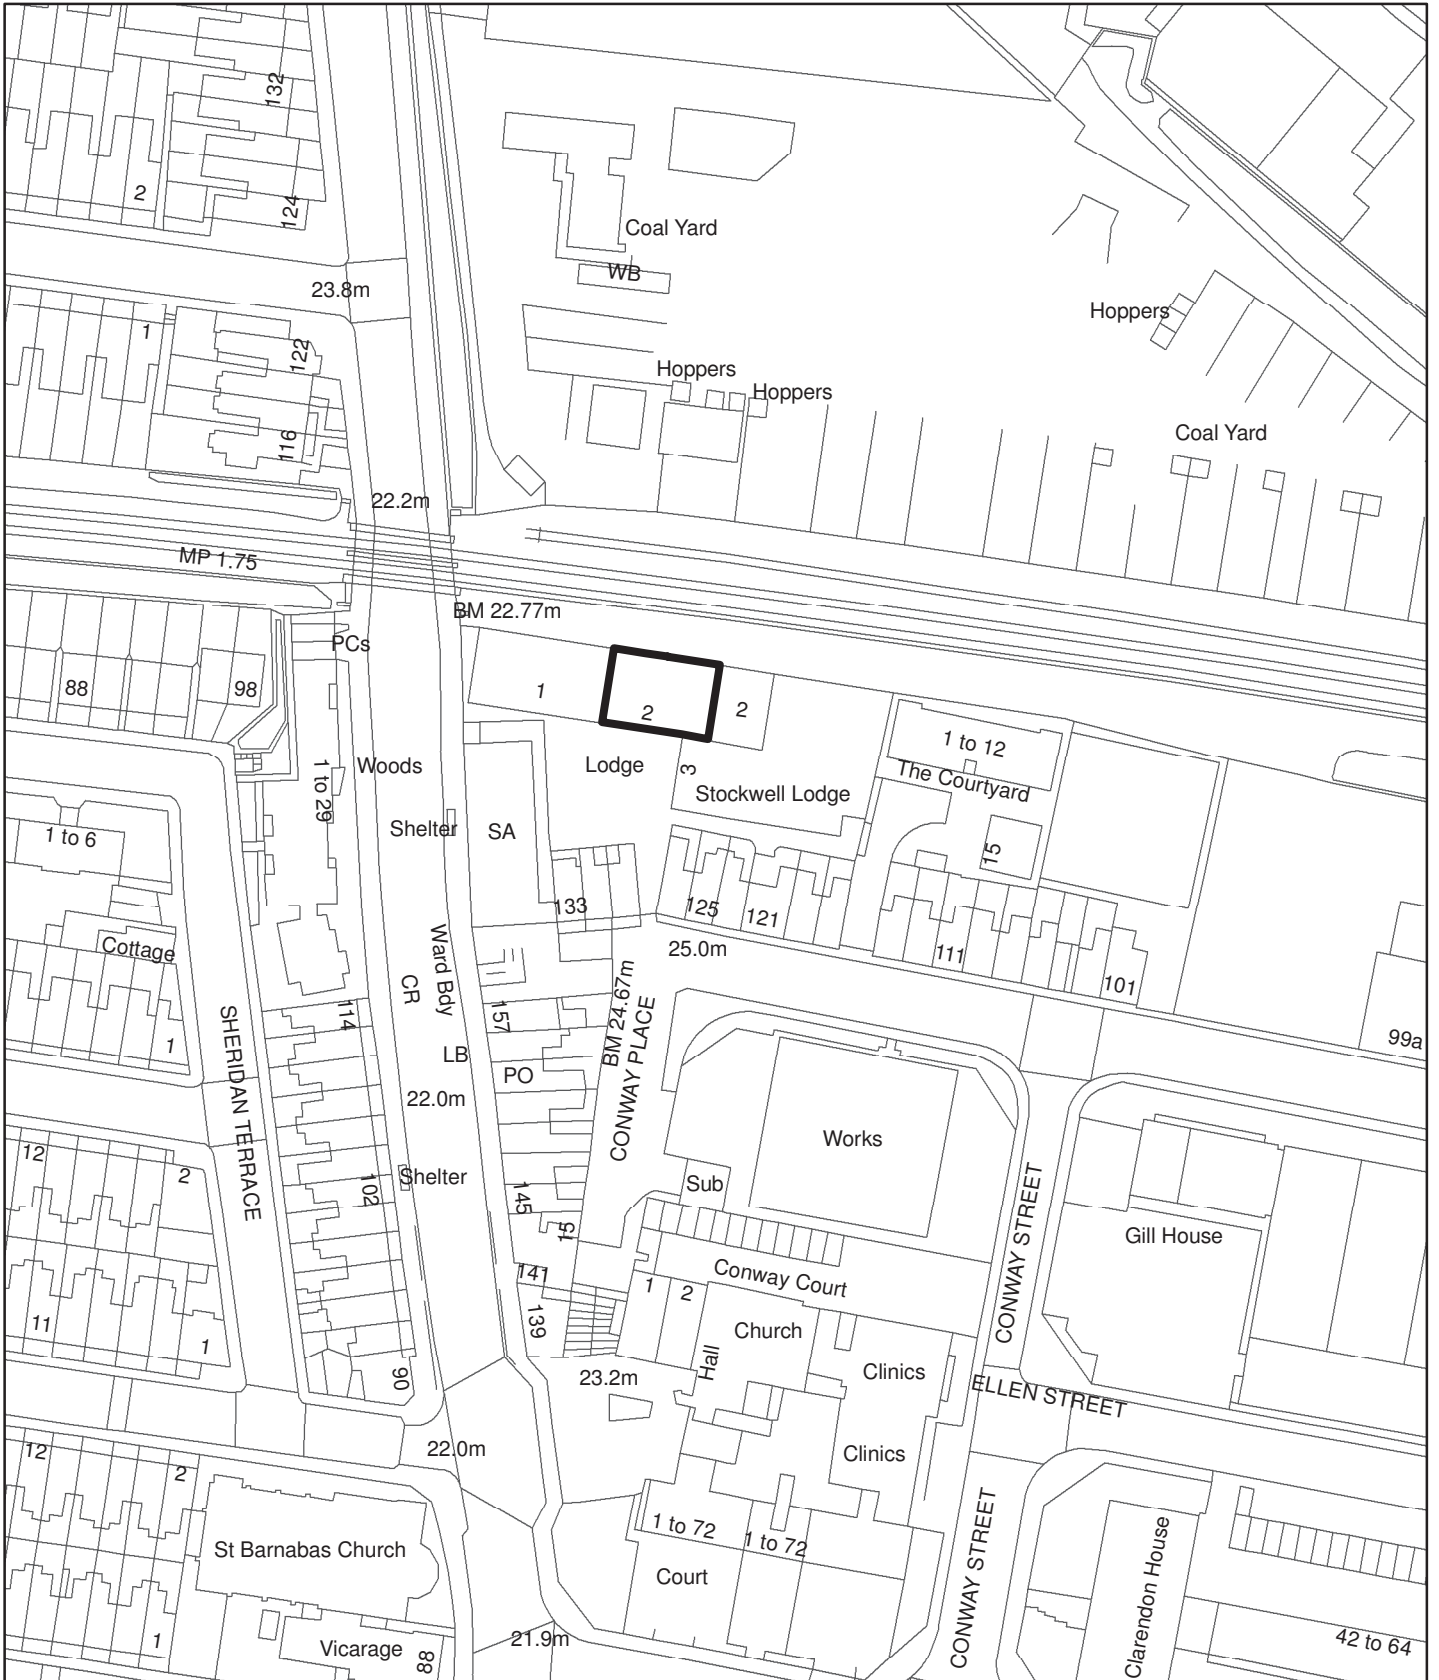 132
2
124
Coal Yard
WB
23.8m
Hoppers
1
122
Hoppers
Hoppers
116
Coal Yard
22.2m
MP 1.75
BM 22.77m
PCs
88
98
1
2
2
1 to 12
Woods
Lodge
3
The Courtyard
1 to 29
Stockwell Lodge
1 to 6
Shelter
SA
15
133
125
121
Cottage
25.0m
111
Ward Bdy
CR
101
114
157
BM 24.67m
CONWAY PLACE
1
SHERIDAN TERRACE
LB
PO
99a
22.0m
Works
12
2
102
Shelter
145
Sub
15
CONWAY STREET
Gill House
141
1
2
Conway Court
11
1
139
Church
Hall
90
23.2m
Clinics
ELLEN STREET
12
2
22.0m
Clinics
1 to 72
1 to 72
St Barnabas Church
Court
CONWAY STREET
Clarendon House
1
Vicarage
88
21.9m
42 to 64